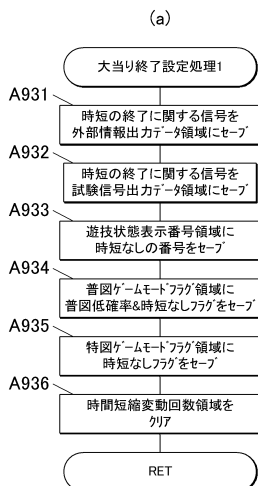 (a)
大当り終了設定処理1
A931
時短の終了に関する信号を
外部情報出力データ領域にセーブ
A932
時短の終了に関する信号を
試験信号出力データ領域にセーブ
A933
遊技状態表示番号領域に
時短なしの番号をセーブ
A934
普図ゲームモードフラグ領域に
普図低確率&時短なしフラグをセーブ
A935
特図ゲームモードフラグ領域に
時短なしフラグをセーブ
A936
時間短縮変動回数領域を
クリア
RET